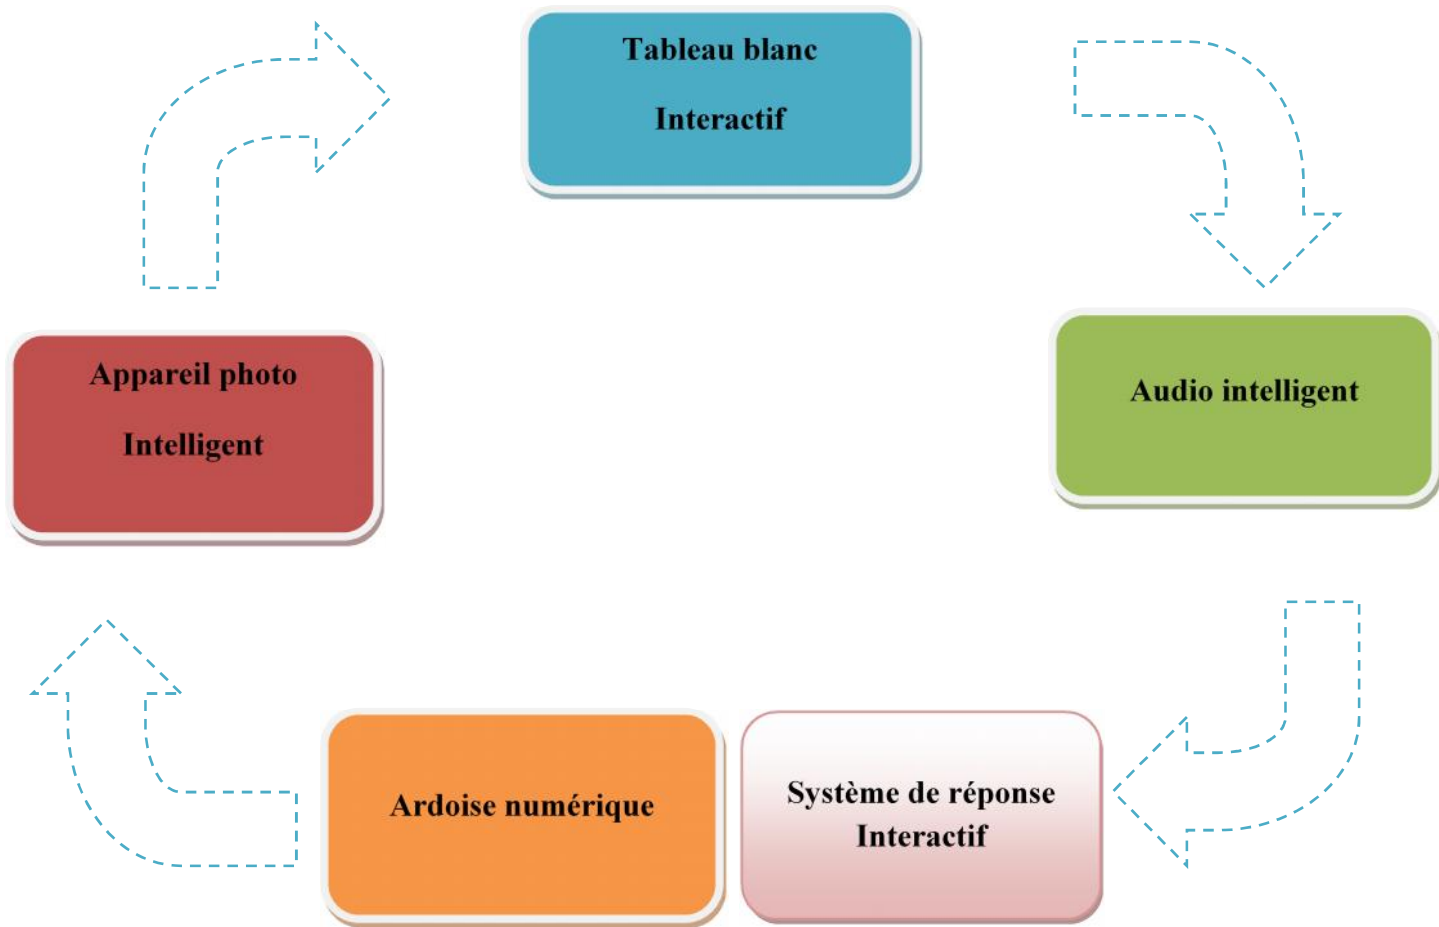 Tableau blanc
Interactif
Appareil photo
Intelligent
Audio intelligent
Ardoise numérique
Système de réponse
Interactif